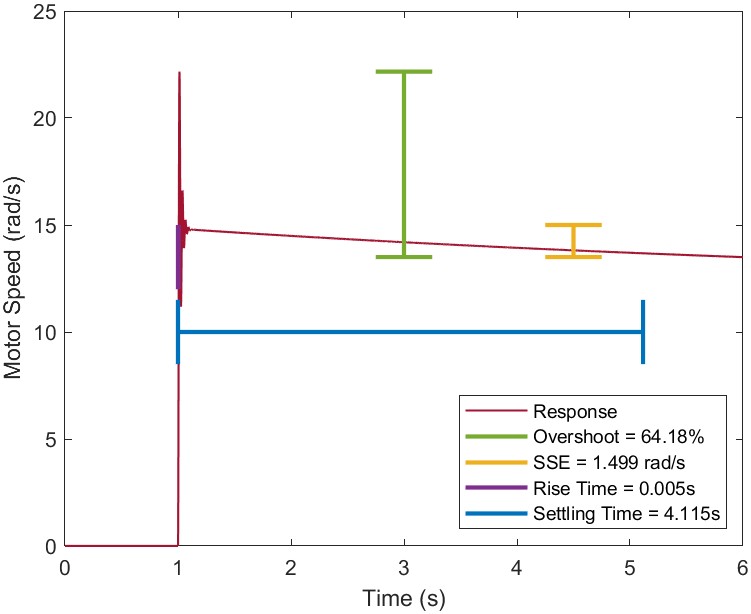 25
20
15
10
5
0
Motor Speed (rad/s)
0 1 2 3 4 5 6
Time (s)
Response
Overshoot = 64.18%
SSE = 1.499 rad/s
Rise Time = 0.005s
Settling Time = 4.115s